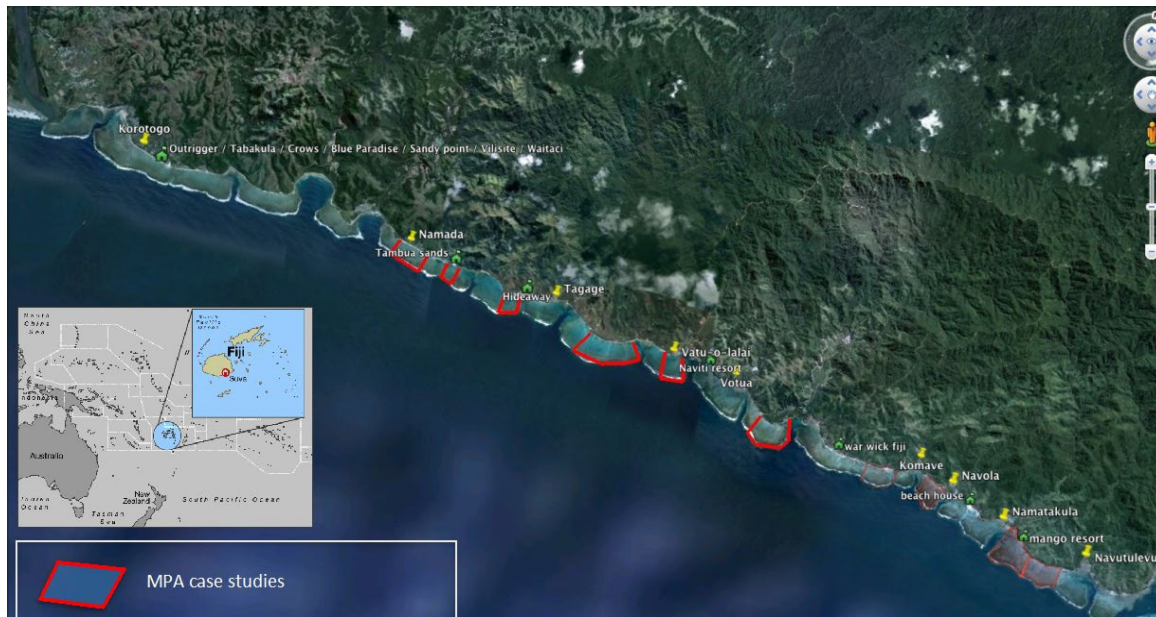 Korotogo
Outrigger / Tabakula / Crows / Blue Paradise / Sandy point / Vilisite / Waitaci
Namada
Tambua sands
Hideaway
Tagage
Vatu-o-lalai
Naviti resort
Votua
war wick fiji
Komave
Navola
beach house
Namatakula
mango resort
Navutulevu
Fiji
Suva
Australia
New
Zealand
South Pacific Ocean
Tasman
Sea
MPA case studies